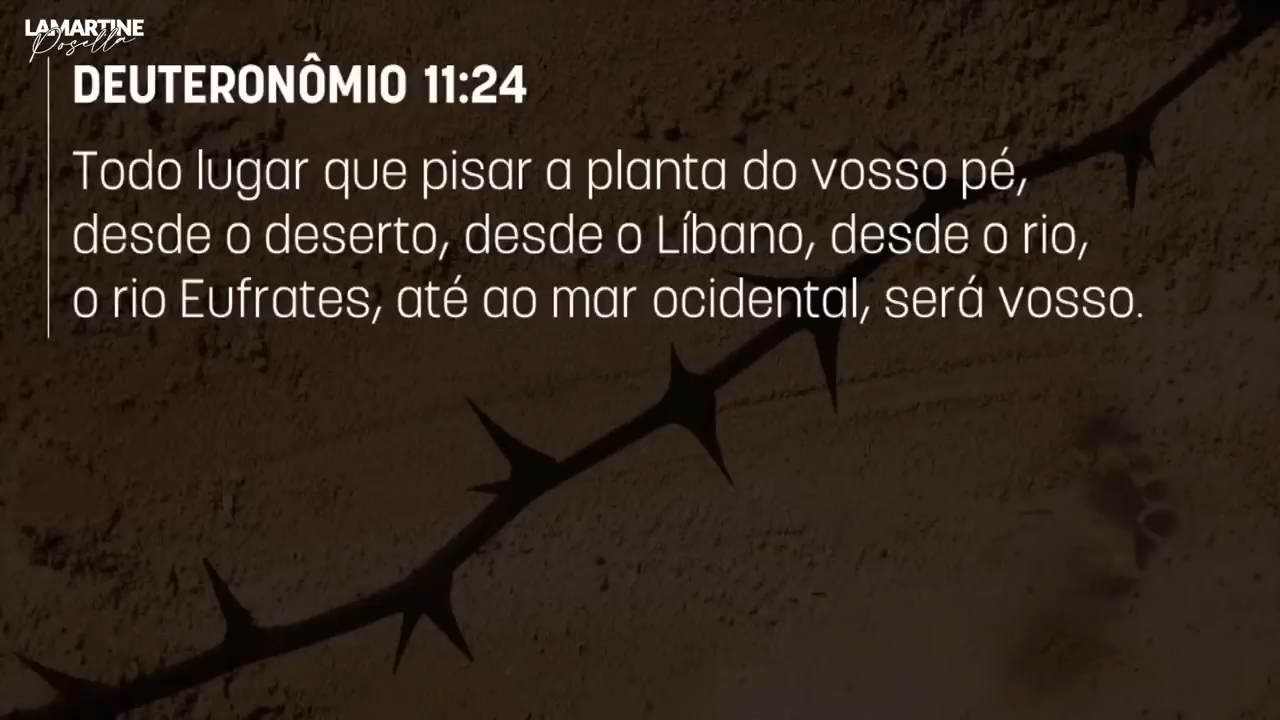 LAMARTINE
Posella
DEUTERONÔMIO 11:24
Todo lugar que pisar a planta do vosso pé,
desde o deserto, desde o Líbano, desde o rio,
o rio Eufrates, até ao mar ocidental, será vosso.